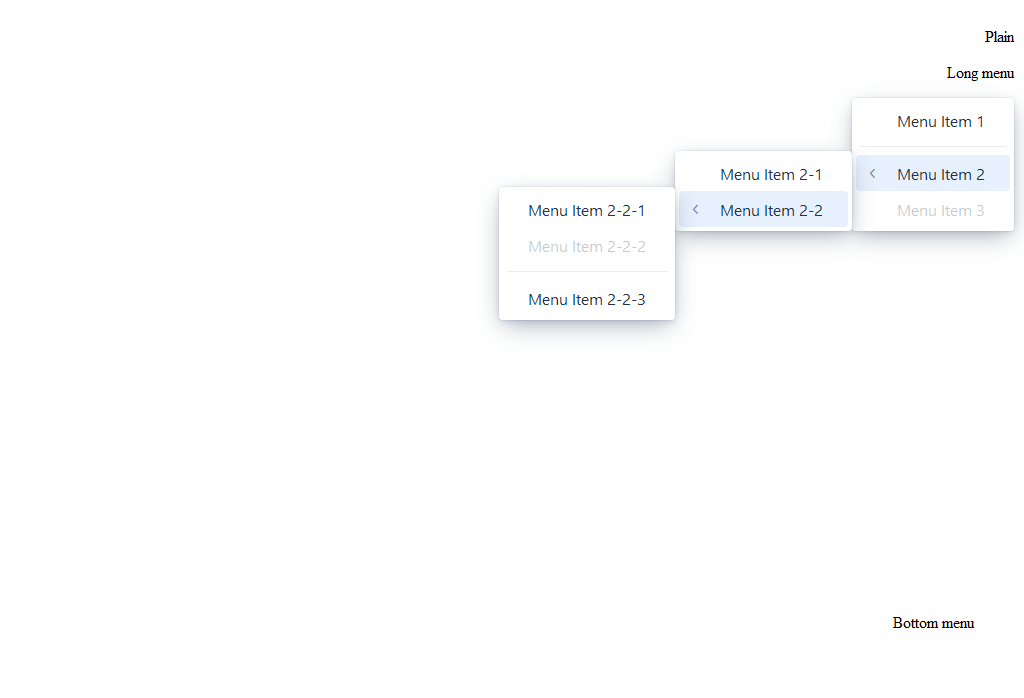 Plain
Long menu
Menu Item 1
Menu Item 2
Menu Item 3
Menu Item 2-1
Menu Item 2-2
Menu Item 2-2-1
Menu Item 2-2-2
Menu Item 2-2-3
Bottom menu